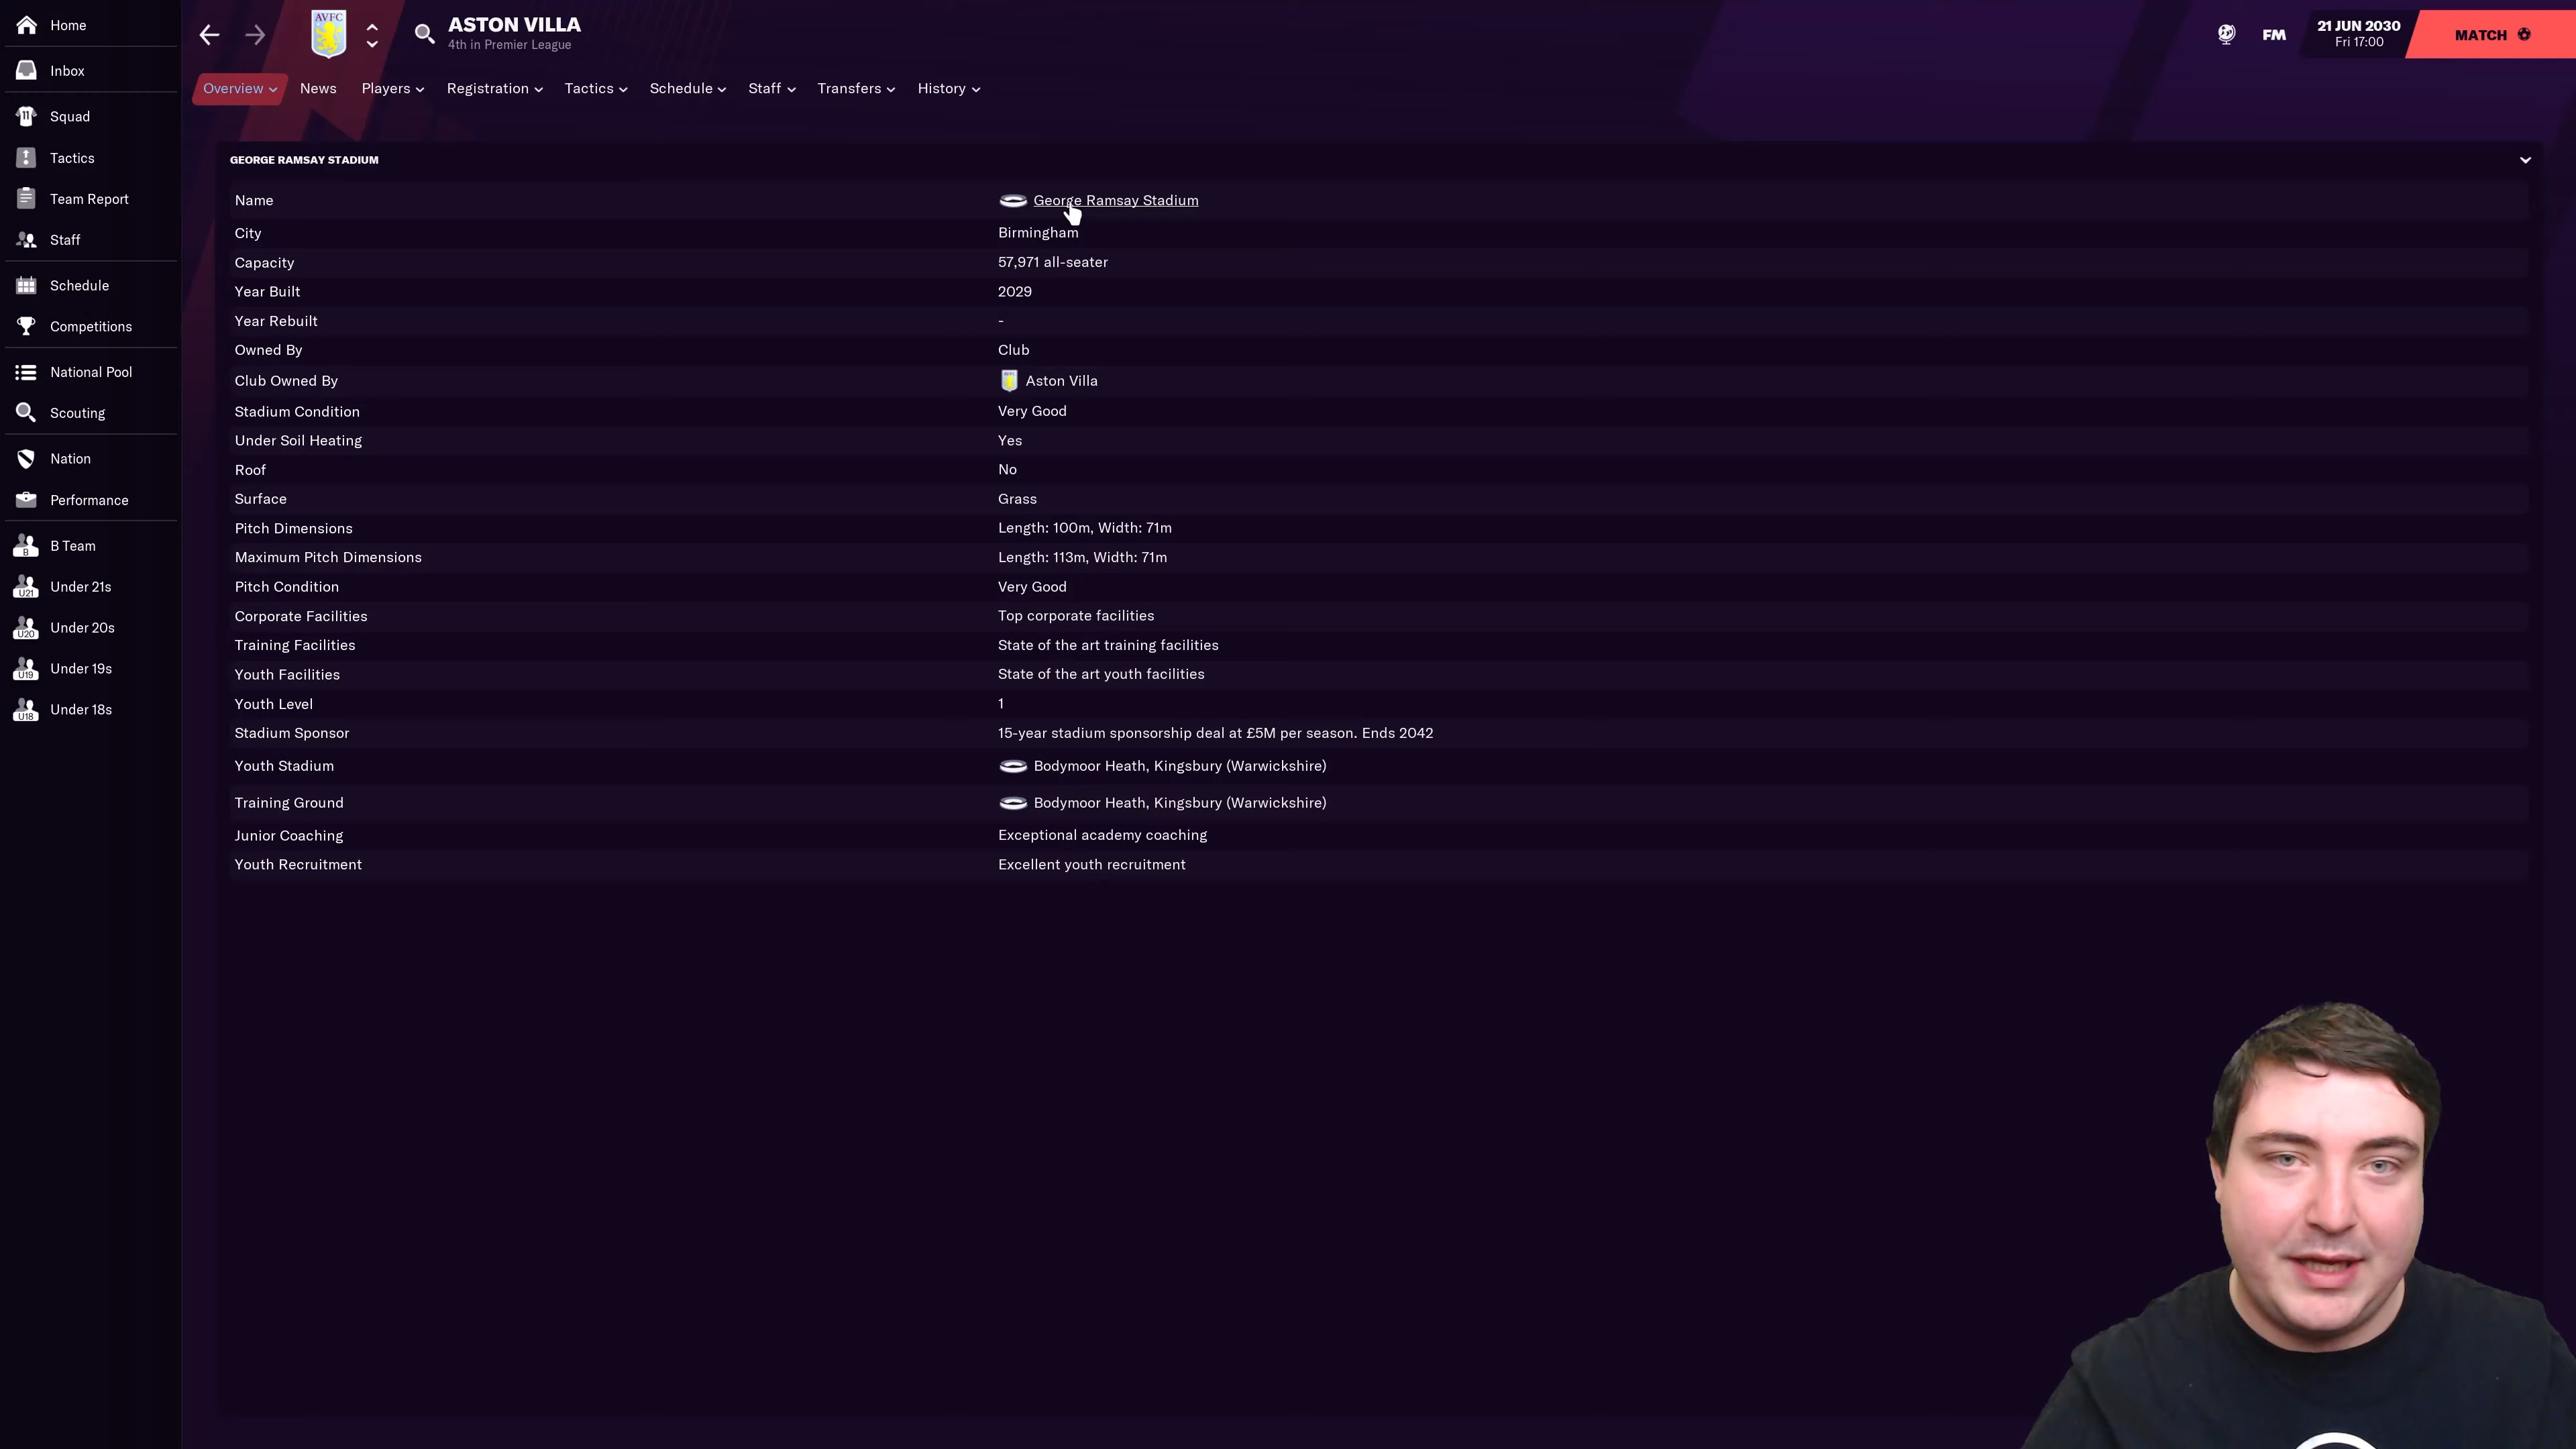 Home
Inbox
Squad
Tactics
Team Report
Staff
Schedule
Competitions
National Pool
Scouting
Nation
Performance
B
B Team
U21
Under 21s
U20
Under 20s
U19
Under 19s
U18
Under 18s
AVFC
ASTON VILLA
4th in Premier League
FM
21 JUN 2030
Fri 17:00
MATCH
Overview News Players Registration Tactics Schedule Staff Transfers History
GEORGE RAMSAY STADIUM
Name George Ramsay Stadium
City Birmingham
Capacity 57,971 all-seater
Year Built 2029
Year Rebuilt -
Owned By Club
Club Owned By Aston Villa
Stadium Condition Very Good
Under Soil Heating Yes
Roof No
Surface Grass
Pitch Dimensions Length: 100m, Width: 71m
Maximum Pitch Dimensions Length: 113m, Width: 71m
Pitch Condition Very Good
Corporate Facilities Top corporate facilities
Training Facilities State of the art training facilities
Youth Facilities State of the art youth facilities
Youth Level 1
Stadium Sponsor 15-year stadium sponsorship deal at £5M per season. Ends 2042
Youth Stadium Bodymoor Heath, Kingsbury (Warwickshire)
Training Ground Bodymoor Heath, Kingsbury (Warwickshire)
Junior Coaching Exceptional academy coaching
Youth Recruitment Excellent youth recruitment